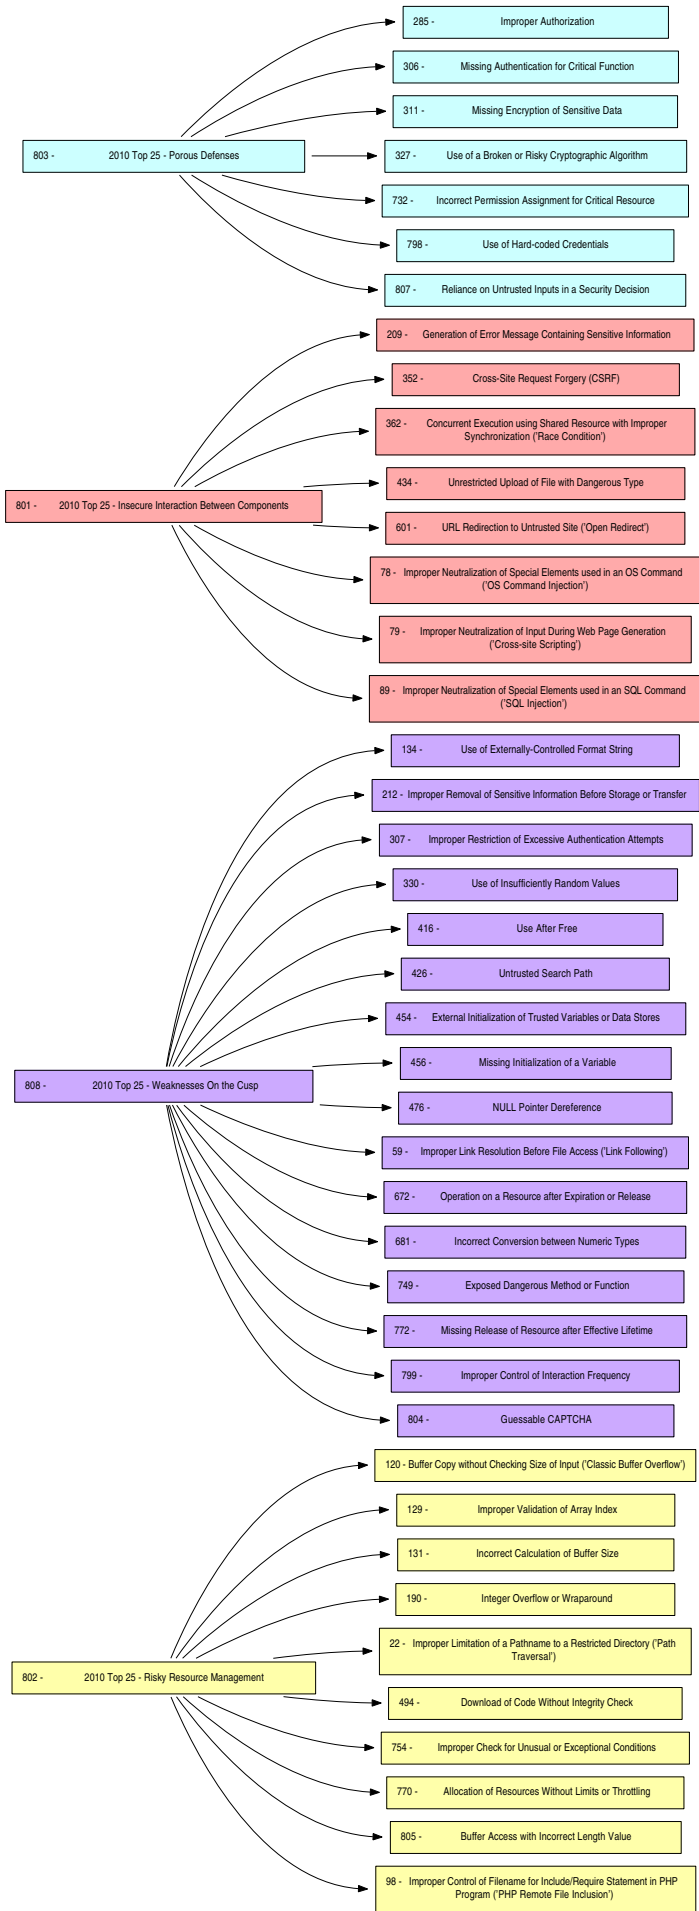 285 - Improper Authorization
306 - Missing Authentication for Critical Function
311 - Missing Encryption of Sensitive Data
803 - 2010 Top 25 - Porous Defenses
327 - Use of a Broken or Risky Cryptographic Algorithm
732 - Incorrect Permission Assignment for Critical Resource
798 - Use of Hard-coded Credentials
807 - Reliance on Untrusted Inputs in a Security Decision
209 - Generation of Error Message Containing Sensitive Information
352 - Cross-Site Request Forgery (CSRF)
362 - Concurrent Execution using Shared Resource with Improper
Synchronization ('Race Condition')
434 - Unrestricted Upload of File with Dangerous Type
801 - 2010 Top 25 - Insecure Interaction Between Components
601 - URL Redirection to Untrusted Site ('Open Redirect')
78 - Improper Neutralization of Special Elements used in an OS Command
('OS Command Injection')
79 - Improper Neutralization of Input During Web Page Generation
('Cross-site Scripting')
89 - Improper Neutralization of Special Elements used in an SQL Command
('SQL Injection')
134 - Use of Externally-Controlled Format String
212 - Improper Removal of Sensitive Information Before Storage or Transfer
307 - Improper Restriction of Excessive Authentication Attempts
330 - Use of Insufficiently Random Values
416 - Use After Free
426 - Untrusted Search Path
454 - External Initialization of Trusted Variables or Data Stores
456 - Missing Initialization of a Variable
808 - 2010 Top 25 - Weaknesses On the Cusp
476 - NULL Pointer Dereference
59 - Improper Link Resolution Before File Access ('Link Following')
672 - Operation on a Resource after Expiration or Release
681 - Incorrect Conversion between Numeric Types
749 - Exposed Dangerous Method or Function
772 - Missing Release of Resource after Effective Lifetime
799 - Improper Control of Interaction Frequency
804 - Guessable CAPTCHA
120 - Buffer Copy without Checking Size of Input ('Classic Buffer Overflow')
129 - Improper Validation of Array Index
131 - Incorrect Calculation of Buffer Size
190 - Integer Overflow or Wraparound
22 - Improper Limitation of a Pathname to a Restricted Directory ('Path
Traversal')
802 - 2010 Top 25 - Risky Resource Management
494 - Download of Code Without Integrity Check
754 - Improper Check for Unusual or Exceptional Conditions
770 - Allocation of Resources Without Limits or Throttling
805 - Buffer Access with Incorrect Length Value
98 - Improper Control of Filename for Include/Require Statement in PHP
Program ('PHP Remote File Inclusion')